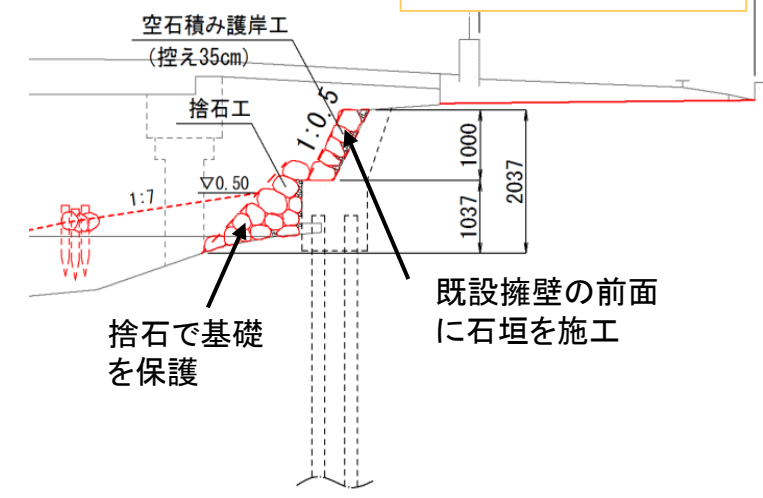 空石積み護岸工
(控え35cm)
捨石工
1:0.5
▽0.50
1:7
1000
1037
2037
既設擁壁の前面
に石垣を施工
捨石で基礎
を保護